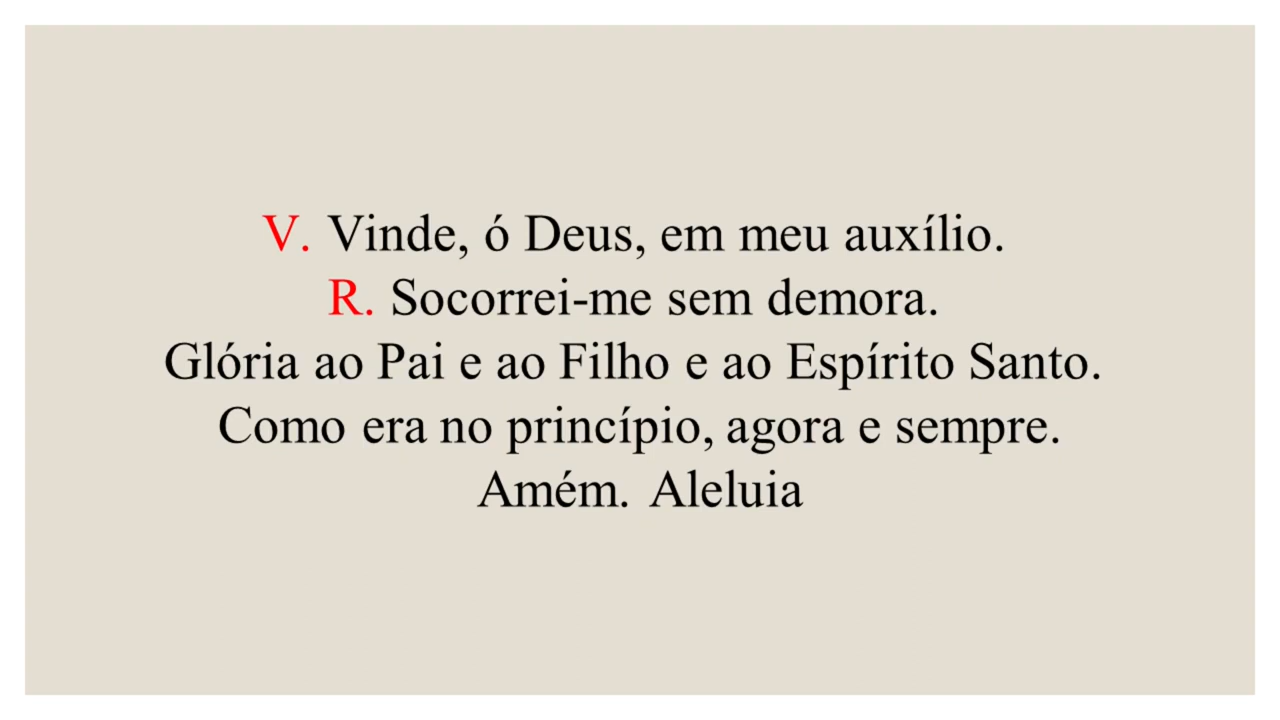 V. Vinde, ó Deus, em meu auxílio.
R. Socorrei-me sem demora.
Glória ao Pai e ao Filho e ao Espírito Santo.
Como era no princípio, agora e sempre.
Amém. Aleluia